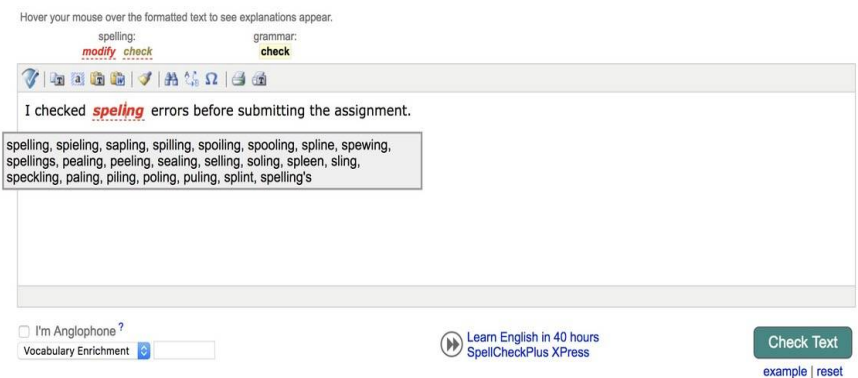 Hover your mouse over the formatted text to see explanations appear.
spelling: grammar:
modify check check
I checked speling errors before submitting the assignment.
spelling, spieling, sapling, spilling, spoiling, spooling, spline, spewing,
spellings, pealing, peeling, sealing, selling, soling, spleen, sling,
speckling, paling, piling, poling, puling, splint, spelling's
I'm Anglophone ?
Vocabulary Enrichment
Learn English in 40 hours
SpellCheckPlus XPress
Check Text
example | reset